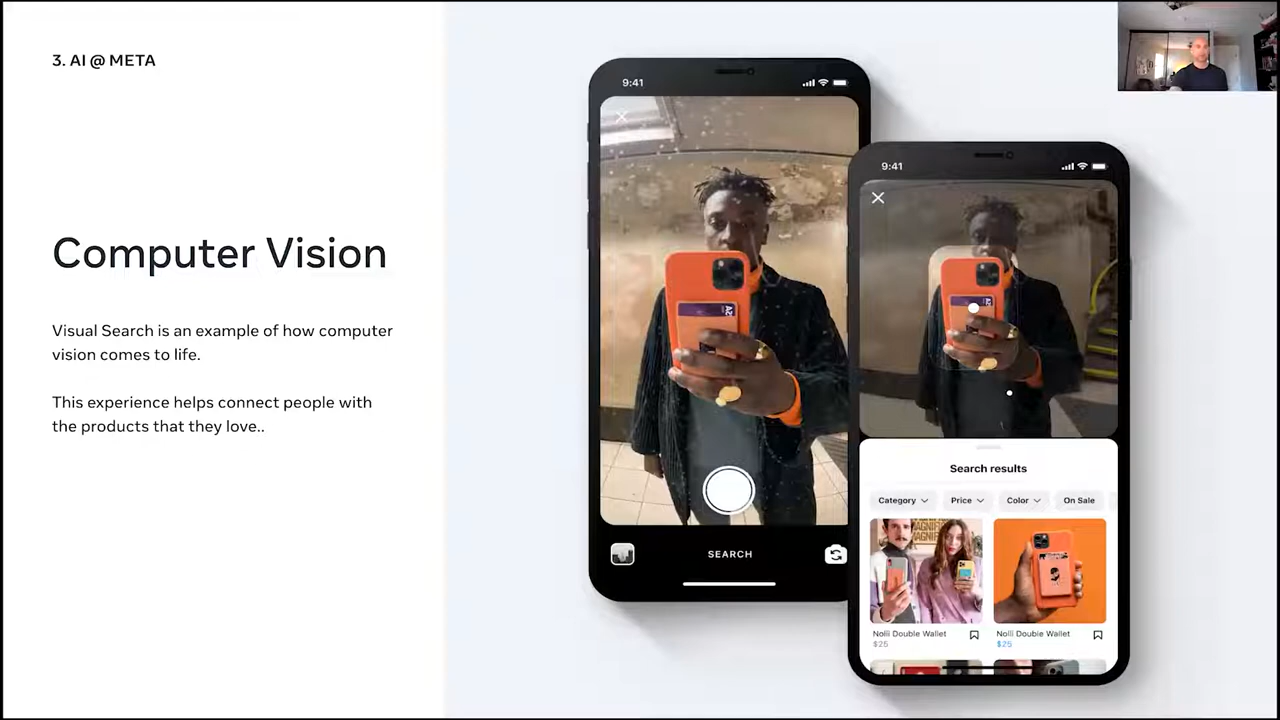 3. AI @ META
Computer Vision
Visual Search is an example of how computer
vision comes to life.
This experience helps connect people with
the products that they love..
9:41
SEARCH
9:41
Search results
Category
Price
Color
On Sale
Nolli Double Wallet
$25
Nolli Double Wallet
$25